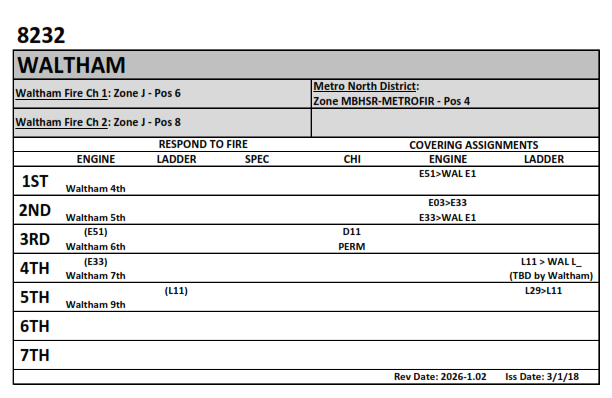 8232
WALTHAM
Waltham Fire Ch 1: Zone J - Pos 6
Metro North District:
Zone MBHSR-METROFIR - Pos 4
Waltham Fire Ch 2: Zone J - Pos 8
RESPOND TO FIRE COVERING ASSIGNMENTS
ENGINE LADDER SPEC CHI ENGINE LADDER
1ST Waltham 4th E51>WAL E1
2ND Waltham 5th E03>E33
E33>WAL E1
3RD (E51) D11
Waltham 6th PERM
4TH (E33) L11 > WAL L_
Waltham 7th (TBD by Waltham)
5TH (L11) L29>L11
Waltham 9th
6TH
7TH
Rev Date: 2026-1.02 Iss Date: 3/1/18